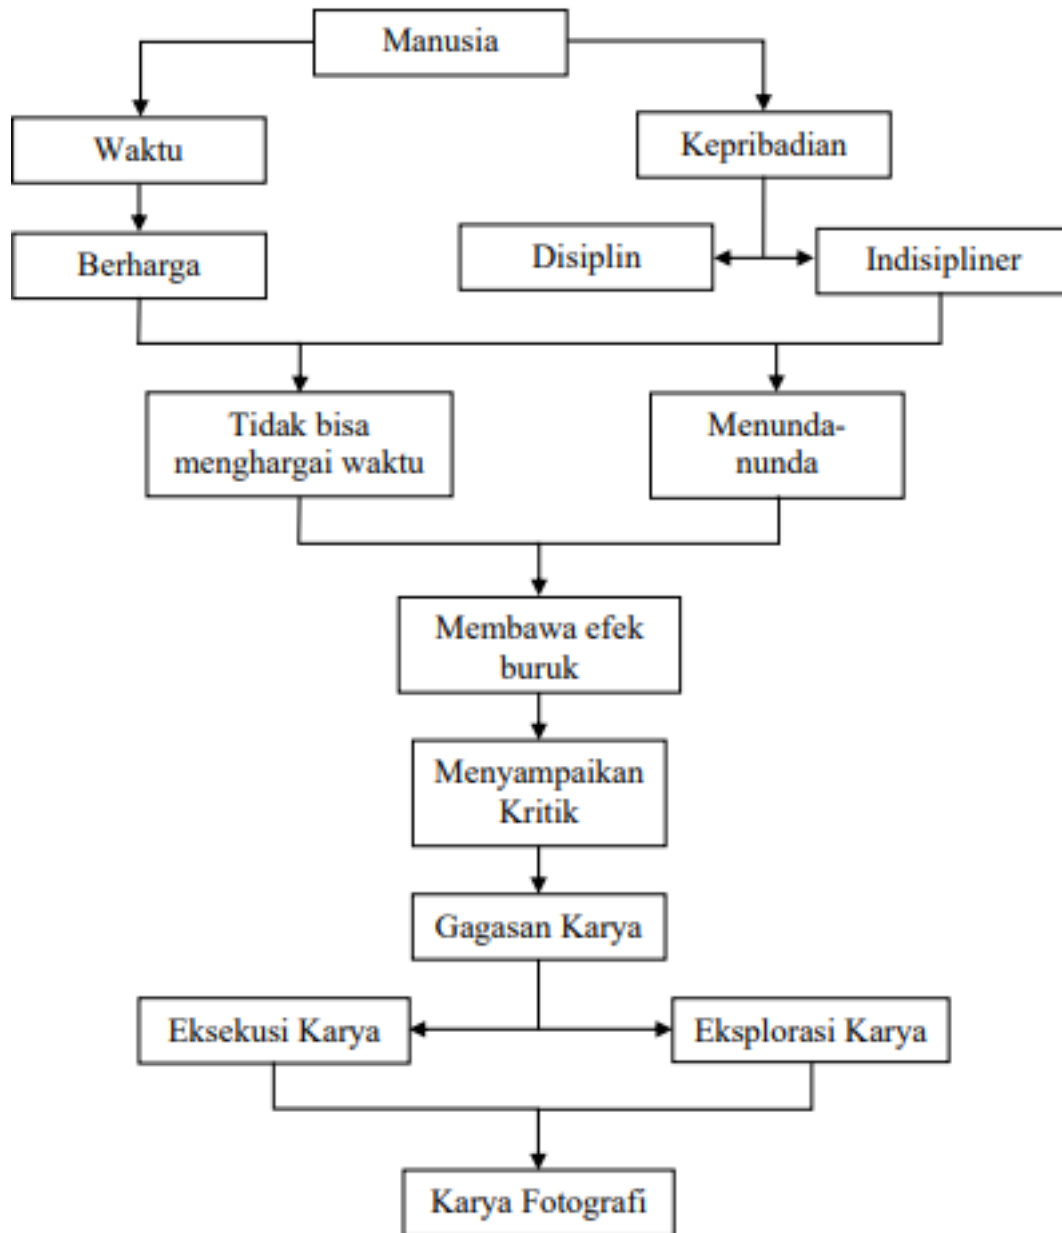 Manusia
Waktu
Kepribadian
Berharga
Disiplin
Indisipliner
Tidak bisa
menghargai waktu
Menunda-
nunda
Membawa efek
buruk
Menyampaikan
Kritik
Gagasan Karya
Eksekusi Karya
Eksplorasi Karya
Karya Fotografi